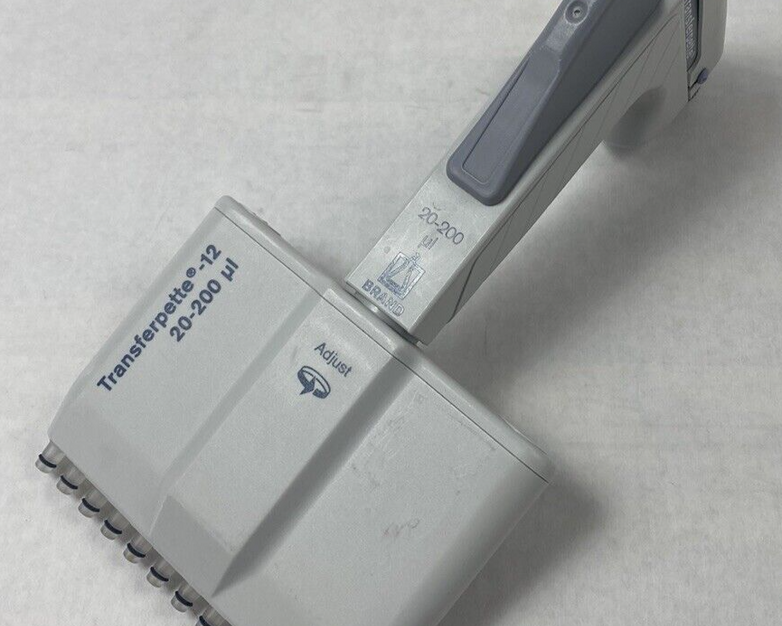 20-200
µl
BRAND
Transferpette®-12
20-200 µl
Adjust